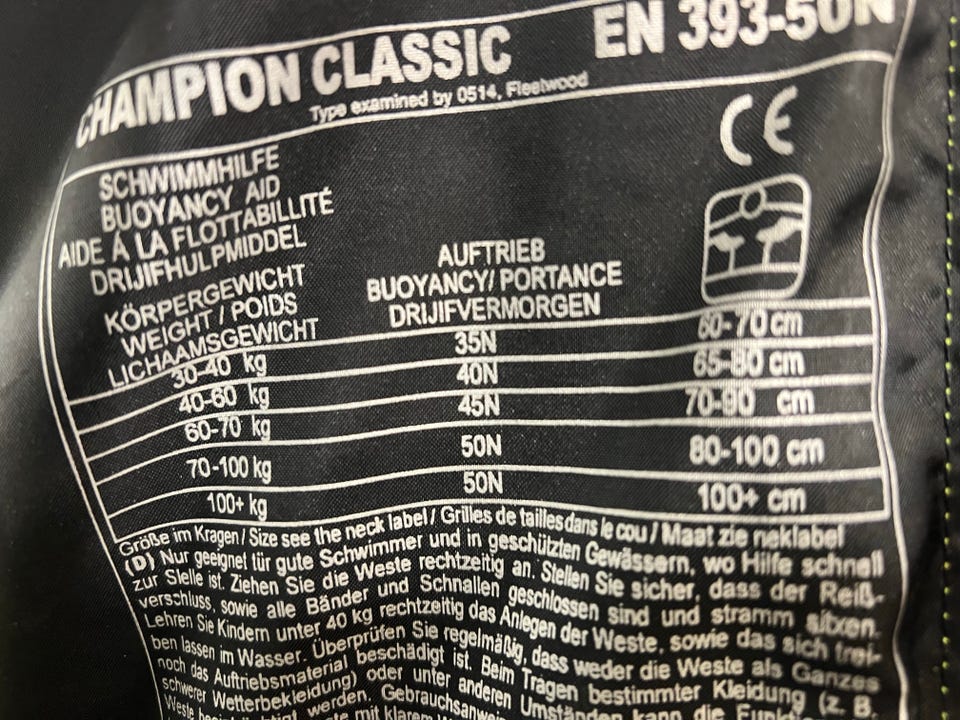 CHAMPION CLASSIC EN 393-50N
Type examined by 0514, Fleetwood
CE
SCHWIMMHILFE
BUOYANCY AID
AIDE Á LA FLOTTABILLITÉ
DRIJIFHULPMIDDEL
KÖRPERGEWICHT AUFTRIEB
WEIGHT / POIDS BUOYANCY/ PORTANCE
LICHAAMSGEWICHT DRIJIFVERMORGEN
30-40 kg 35N 60-70 cm
40-60 kg 40N 65-80 cm
60-70 kg 45N 70-90 cm
70-100 kg 50N 80-100 cm
100+ kg 50N 100+ cm
Größe im Kragen / Size see the neck label / Grilles de tailles dans le cou / Maat zie neklabel
(D) Nur geeignet für gute Schwimmer und in geschützten Gewässern, wo Hilfe schnell
zur Stelle ist. Ziehen Sie die Weste rechtzeitig an. Stellen Sie sicher, dass der Reiß-
verschluss, sowie alle Bänder und Schnallen geschlossen sind und stramm sitzen.
Lehren Sie Kindern unter 40 kg rechtzeitig das Anlegen der Weste, sowie das sich trei-
ben lassen im Wasser. Überprüfen Sie regelmäßig, dass weder die Weste als Ganzes
noch das Auftriebsmaterial beschädigt ist. Beim Tragen bestimmter Kleidung (z. B.
schwerer Wetterbekleidung) oder unter anderen Umständen kann die
Weste werden. mit klarem